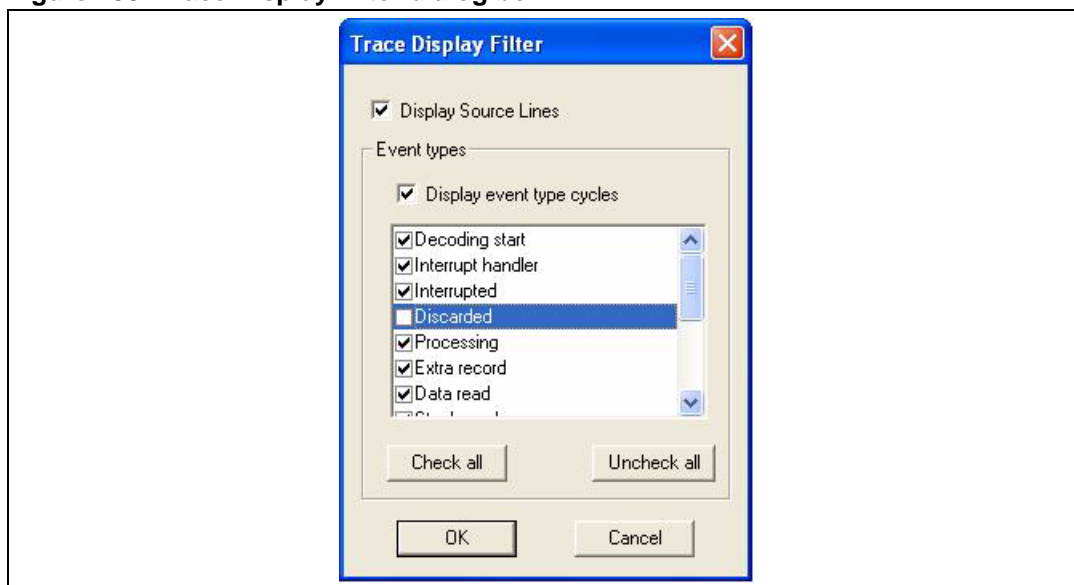 Trace Display Filter
Display Source Lines
Event types
Display event type cycles
Decoding start
Interrupt handler
Interrupted
Discarded
Processing
Extra record
Data read
Check all
Uncheck all
OK
Cancel